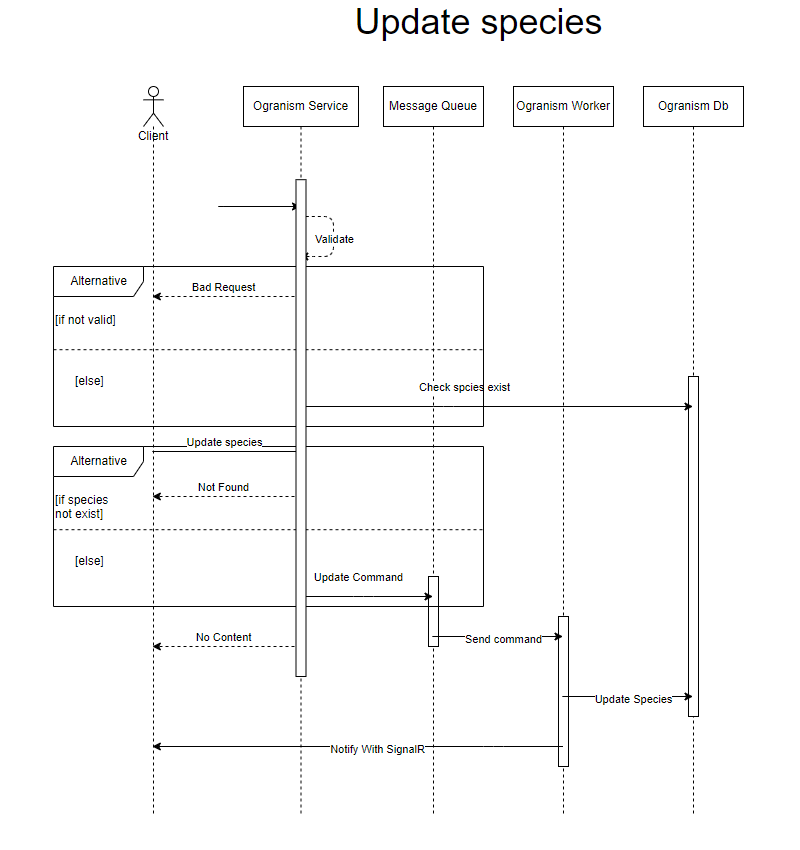 Update species
Client
Ogranism Service
Message Queue
Ogranism Worker
Ogranism Db
Validate
Alternative
Bad Request
[if not valid]
[else]
Check spcies exist
Update species
Alternative
Not Found
[if species
not exist]
[else]
Update Command
No Content
Send command
Update Species
Notify With SignalR